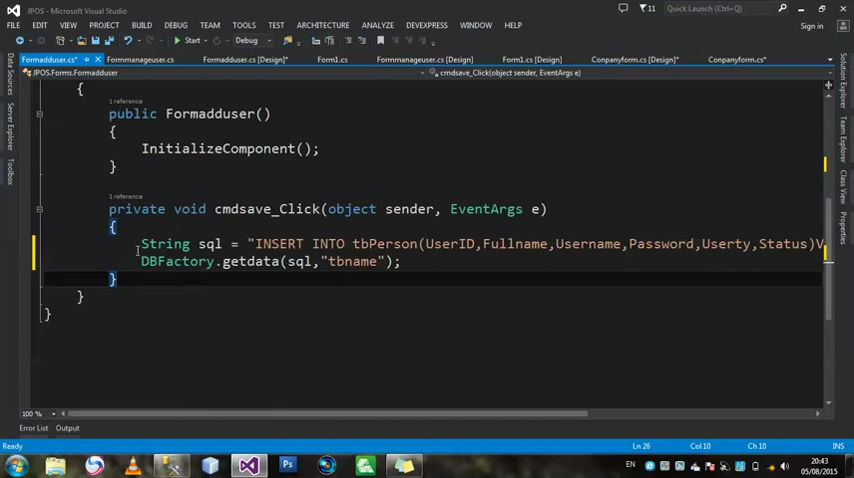 JPOS - Microsoft Visual Studio
11
Quick Launch (Ctrl+Q)
FILE EDIT VIEW PROJECT BUILD DEBUG TEAM TOOLS TEST ARCHITECTURE ANALYZE DEVEXPRESS WINDOW HELP
Sign in
Start
Debug
Formadduser.cs*
Formmanageuser.cs
Formadduser.cs [Design]*
Form1.cs
Formmanageuser.cs [Design]
Form1.cs [Design]
Conpanyform.cs [Design]*
Conpanyform.cs*
JPOS.Forms.Formadduser
cmdsave_Click(object sender, EventArgs e)
Data Sources
Server Explorer
Toolbox
Solution Explorer
Class View
Properties
{
1 reference
public Formadduser()
{
InitializeComponent();
}
1 reference
private void cmdsave_Click(object sender, EventArgs e)
{
String sql = "INSERT INTO tbPerson(UserID,Fullname,Username,Password,Userty,Status)V
DBFactory.getdata(sql,"tbname");
}
}
}
100 %
Error List Output
Ready
Ln 26 Col 10 Ch 10 INS
EN
20:43
05/08/2015